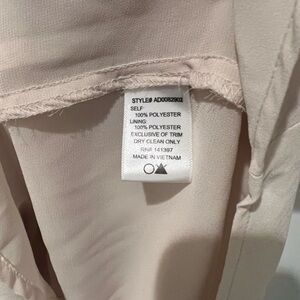 STYLE# AD0082903
SELF
100% POLYESTER
LINING
100% POLYESTER
EXCLUSIVE OF TRIM
DRY CLEAN ONLY
RN# 141397
MADE IN VIETNAM